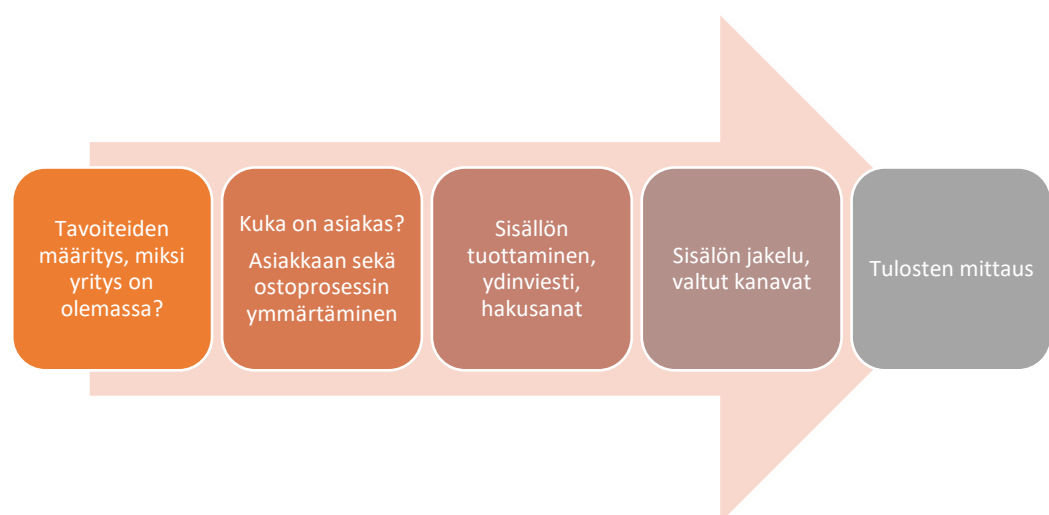 Tavoiteiden
määritys, miksi
yritys on
olemassa?
Kuka on asiakas?
Asiakkaan sekä
ostoprosessin
ymmärtäminen
Sisällön
tuottaminen,
ydinviesti,
hakusanat
Sisälön jakelu,
valtut kanavat
Tulosten mittaus